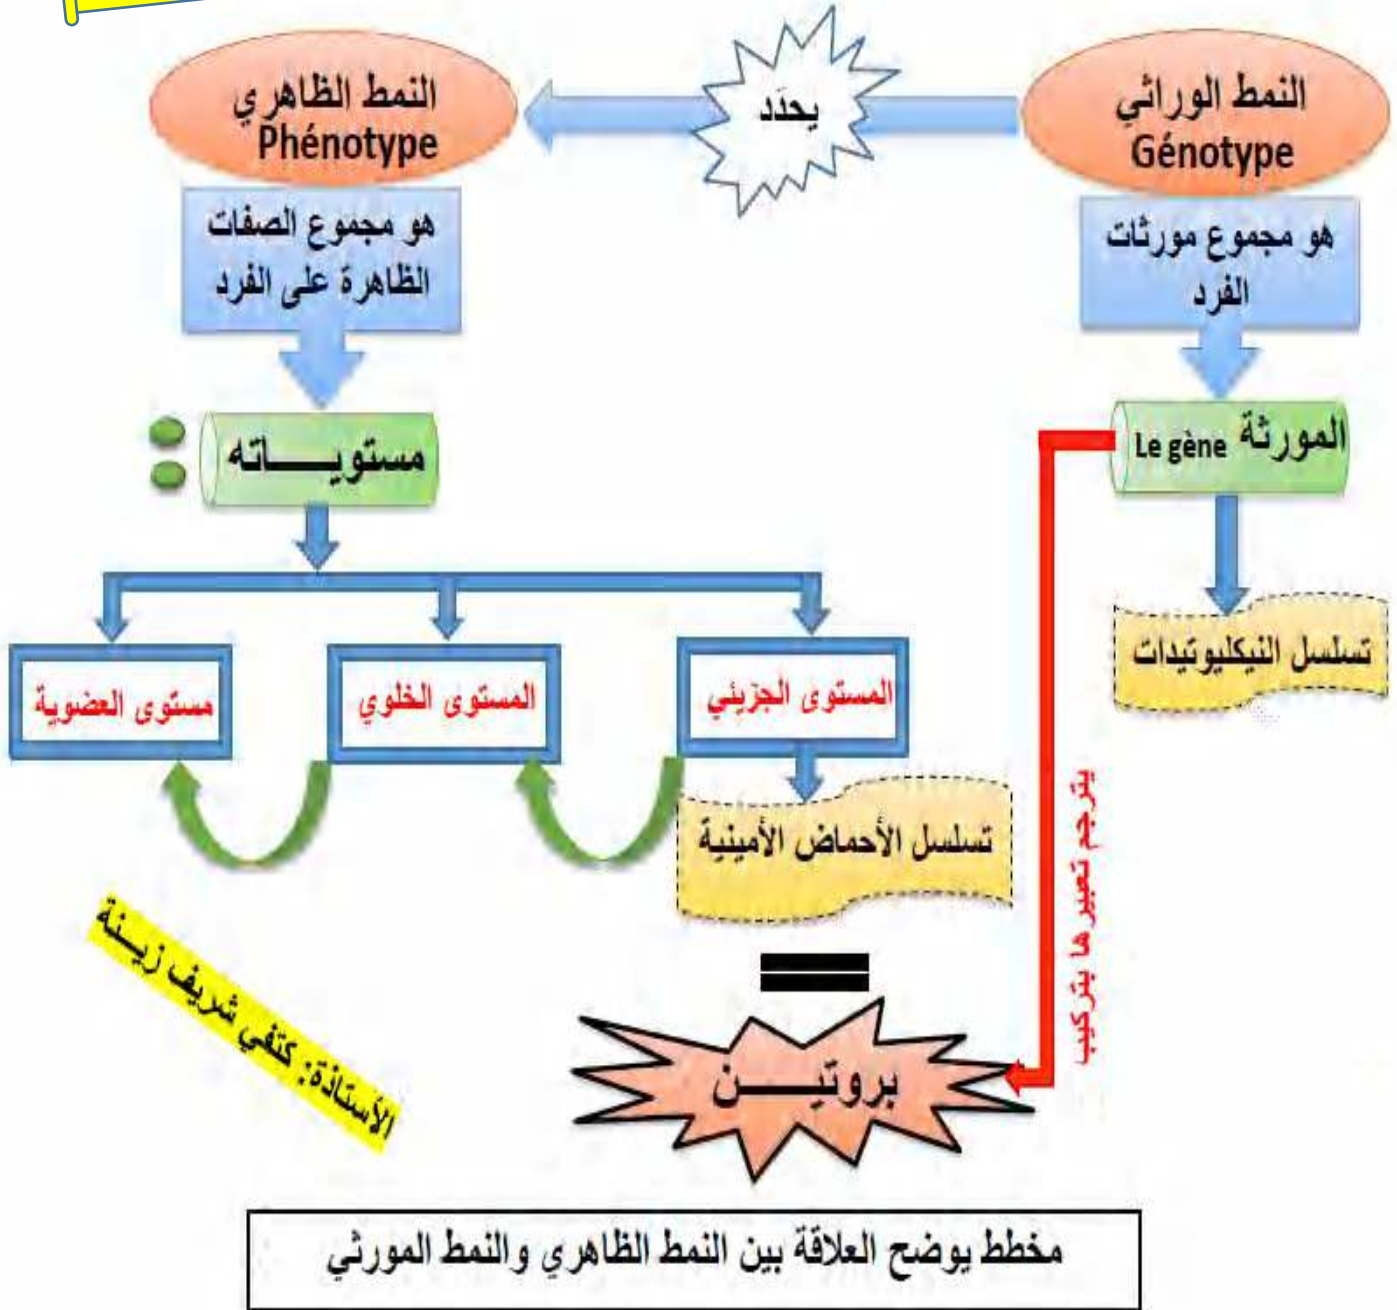 النمط الوراثي
Génotype
يحدّد
النمط الظاهري
Phénotype
هو مجموع مورثات
الفرد
هو مجموع الصفات
الظاهرة على الفرد
المورثة Le gène
مستويـــــاته
تسلسل النيكليوتيدات
المستوى الجزيئي
المستوى الخلوي
مستوى العضوية
تسلسل الأحماض الأمينية
يترجم تعبيرها بتركيب
بروتيـــــن
الأستاذة: كتفي شريف زيـنة
مخطط يوضح العلاقة بين النمط الظاهري والنمط المورثي